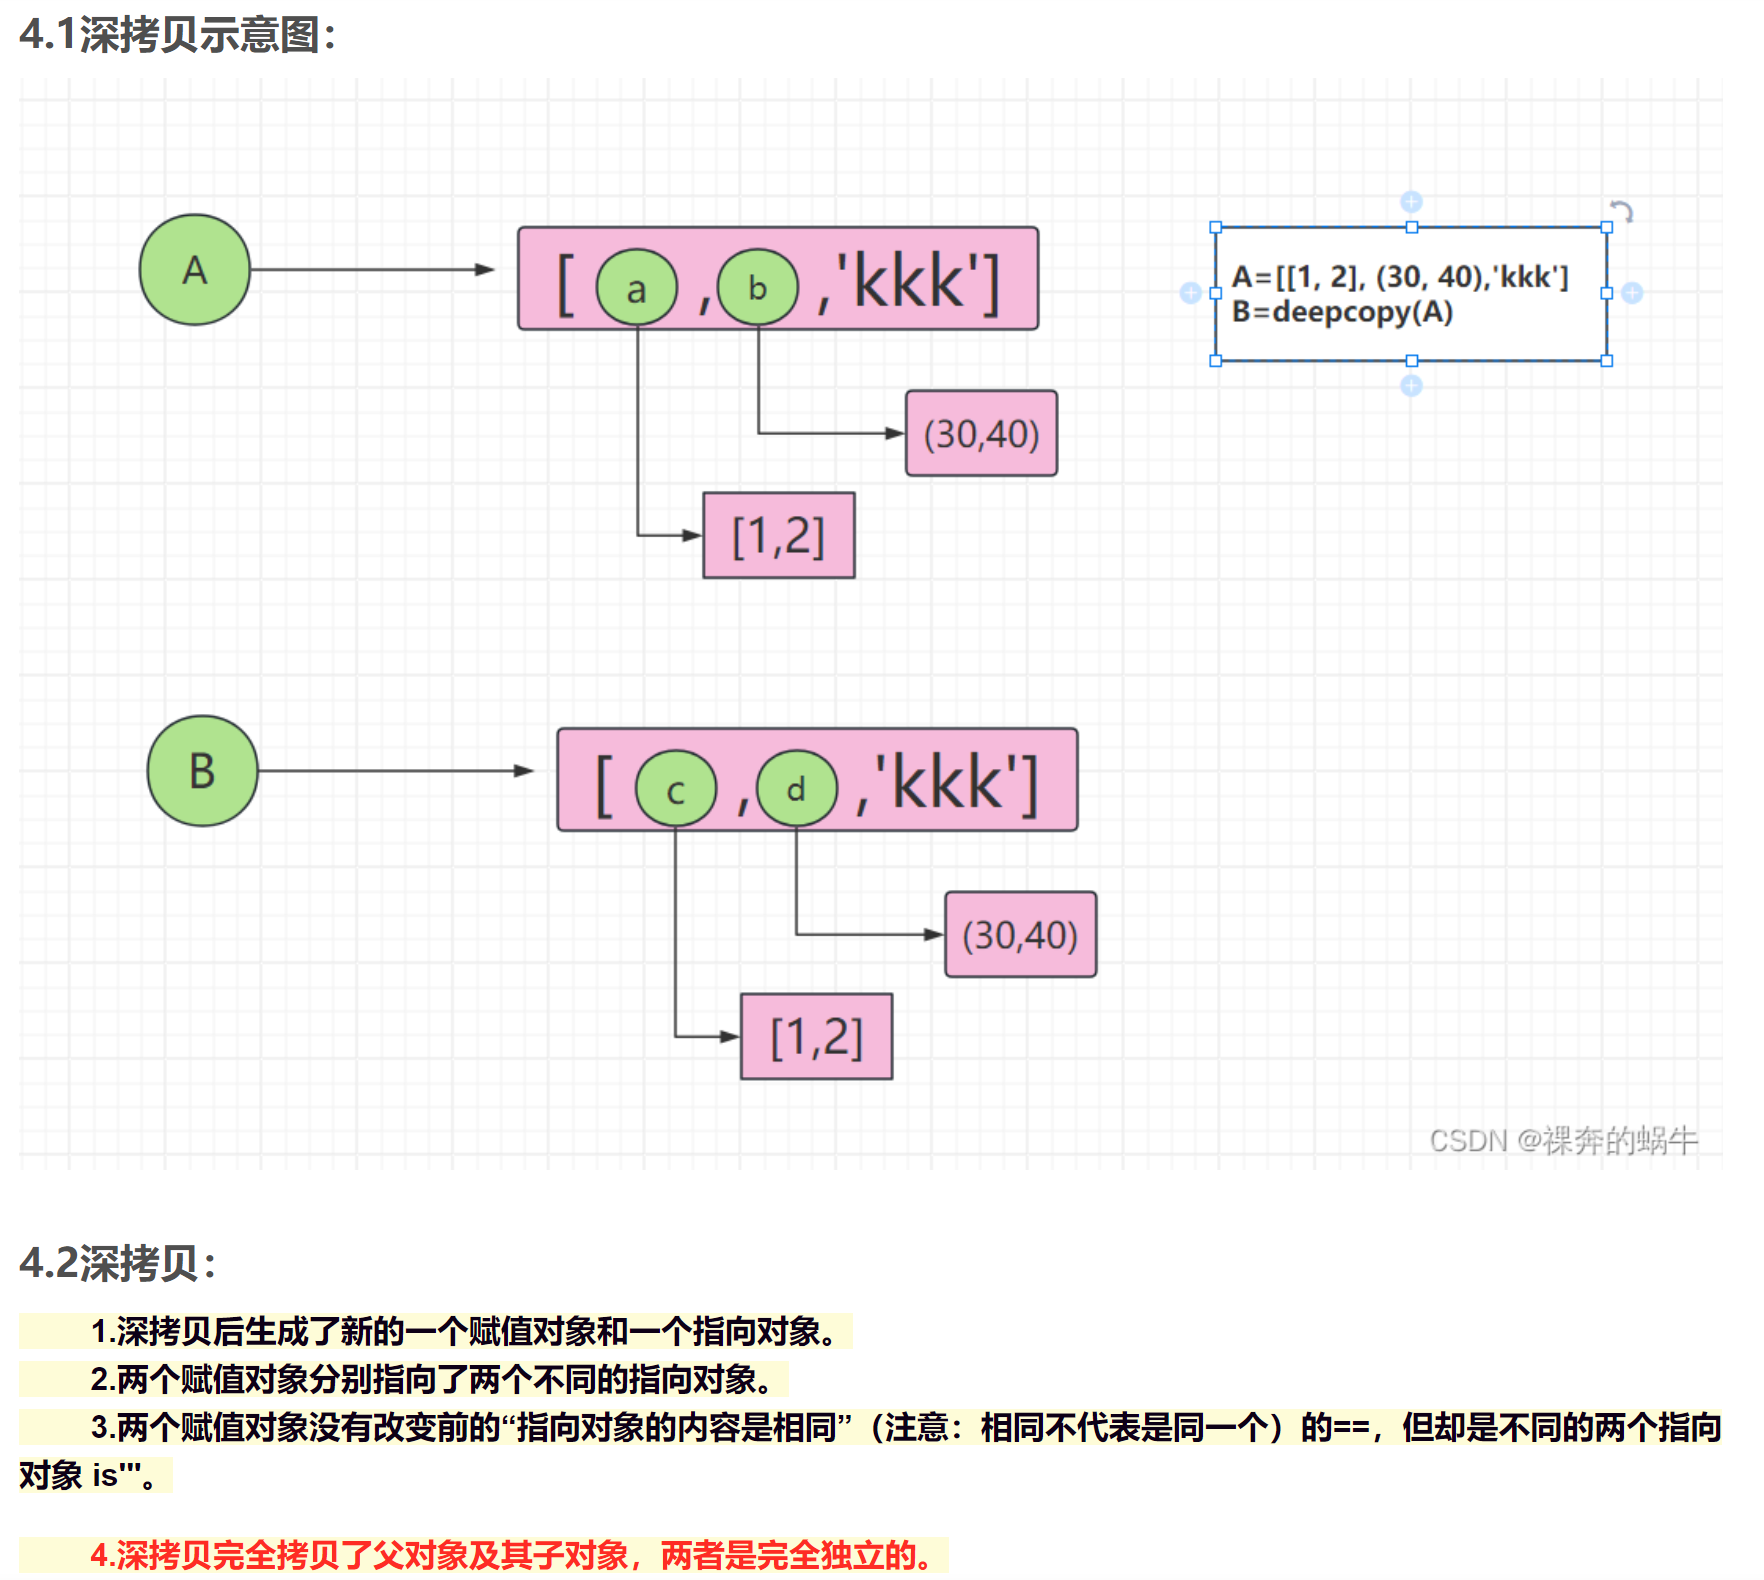 4.1深拷贝示意图：
A
[ a ,b ,'kkk']
A=[[1, 2], (30, 40),'kkk']
B=deepcopy(A)
(30,40)
[1,2]
B
[ c ,d ,'kkk']
(30,40)
[1,2]
CSDN @裸奔的蜗牛
4.2深拷贝：
1.深拷贝后生成了新的一个赋值对象和一个指向对象。
2.两个赋值对象分别指向了两个不同的指向对象。
3.两个赋值对象没有改变前的“指向对象的内容是相同”（注意：相同不代表是同一个）的==，但却是不同的两个指向
对象 is'"。
4.深拷贝完全拷贝了父对象及其子对象，两者是完全独立的。